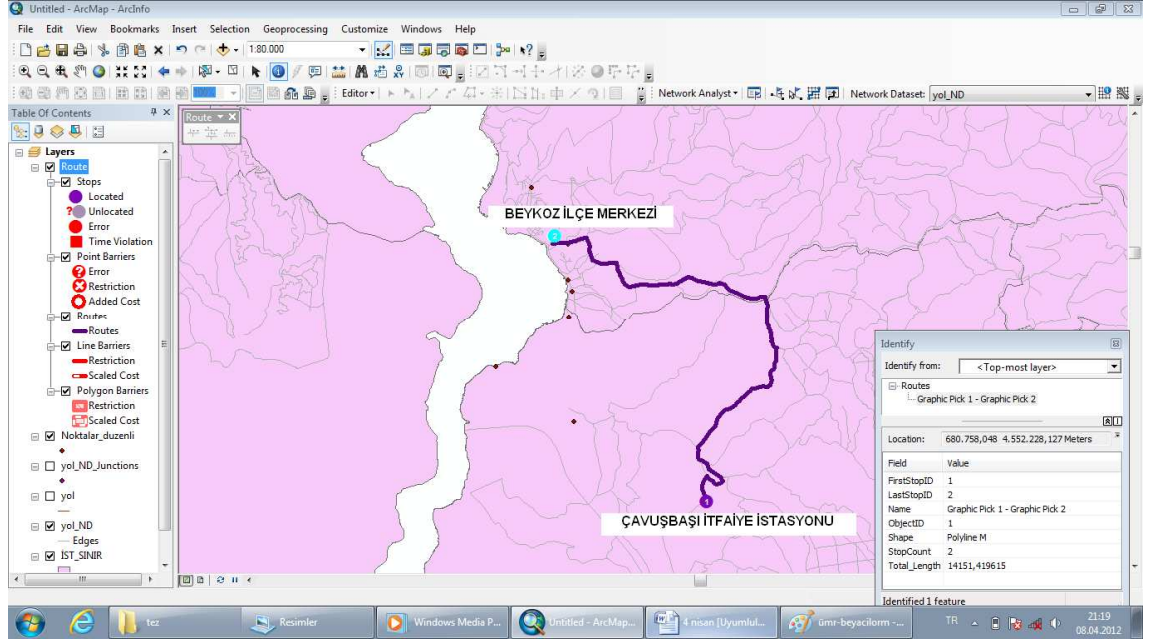 Untitled - ArcMap - ArcInfo
File Edit View Bookmarks Insert Selection Geoprocessing Customize Windows Help
1:80.000
Editor
Network Analyst
Network Dataset: yol_ND
Table Of Contents
Layers
Route
Stops
Located
Unlocated
Error
Time Violation
Point Barriers
Error
Restriction
Added Cost
Routes
Routes
Line Barriers
Restriction
Scaled Cost
Polygon Barriers
Restriction
Scaled Cost
Noktalar_duzenli
yol_ND_Junctions
yol
yol_ND
Edges
İST_SINIR
Route
BEYKOZ İLÇE MERKEZİ
2
1
ÇAVUŞBAŞI İTFAİYE İSTASYONU
Identify
Identify from: <Top-most layer>
Routes
Graphic Pick 1 - Graphic Pick 2
Location: 680.758,048 4.552.228,127 Meters
Field Value
FirstStopID 1
LastStopID 2
Name Graphic Pick 1 - Graphic Pick 2
ObjectID 1
Shape Polyline M
StopCount 2
Total_Length 14151,419615
Identified 1 feature
tez
Resimler
Windows Media P...
Untitled - ArcMap...
4 nisan [Uyumlul...
ümr-beyacilorm -...
TR
21:19
08.04.2012